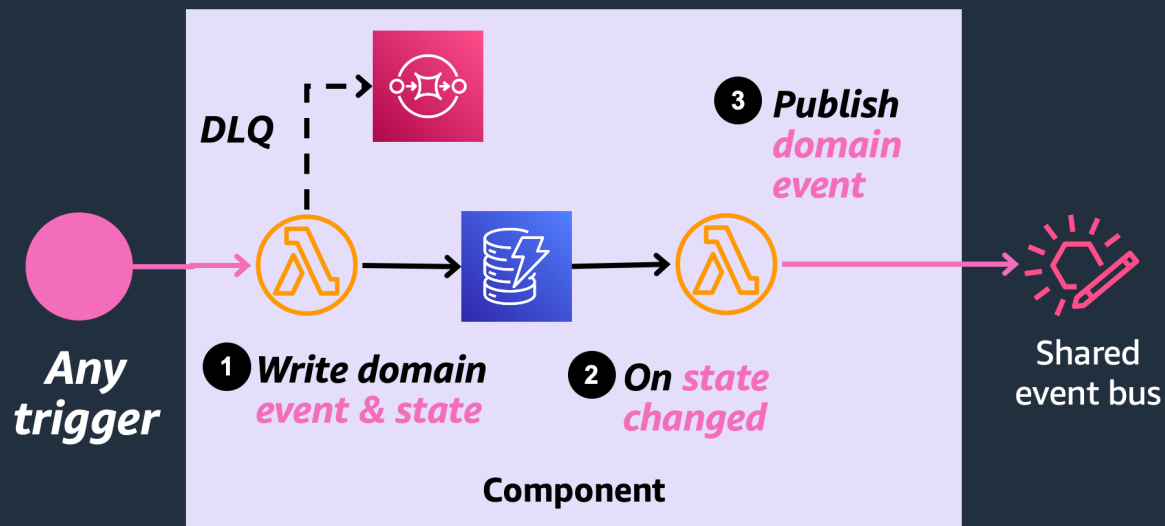 DLQ
3 Publish
domain
event
Any
trigger
1 Write domain
event & state
2 On state
changed
Shared
event bus
Component